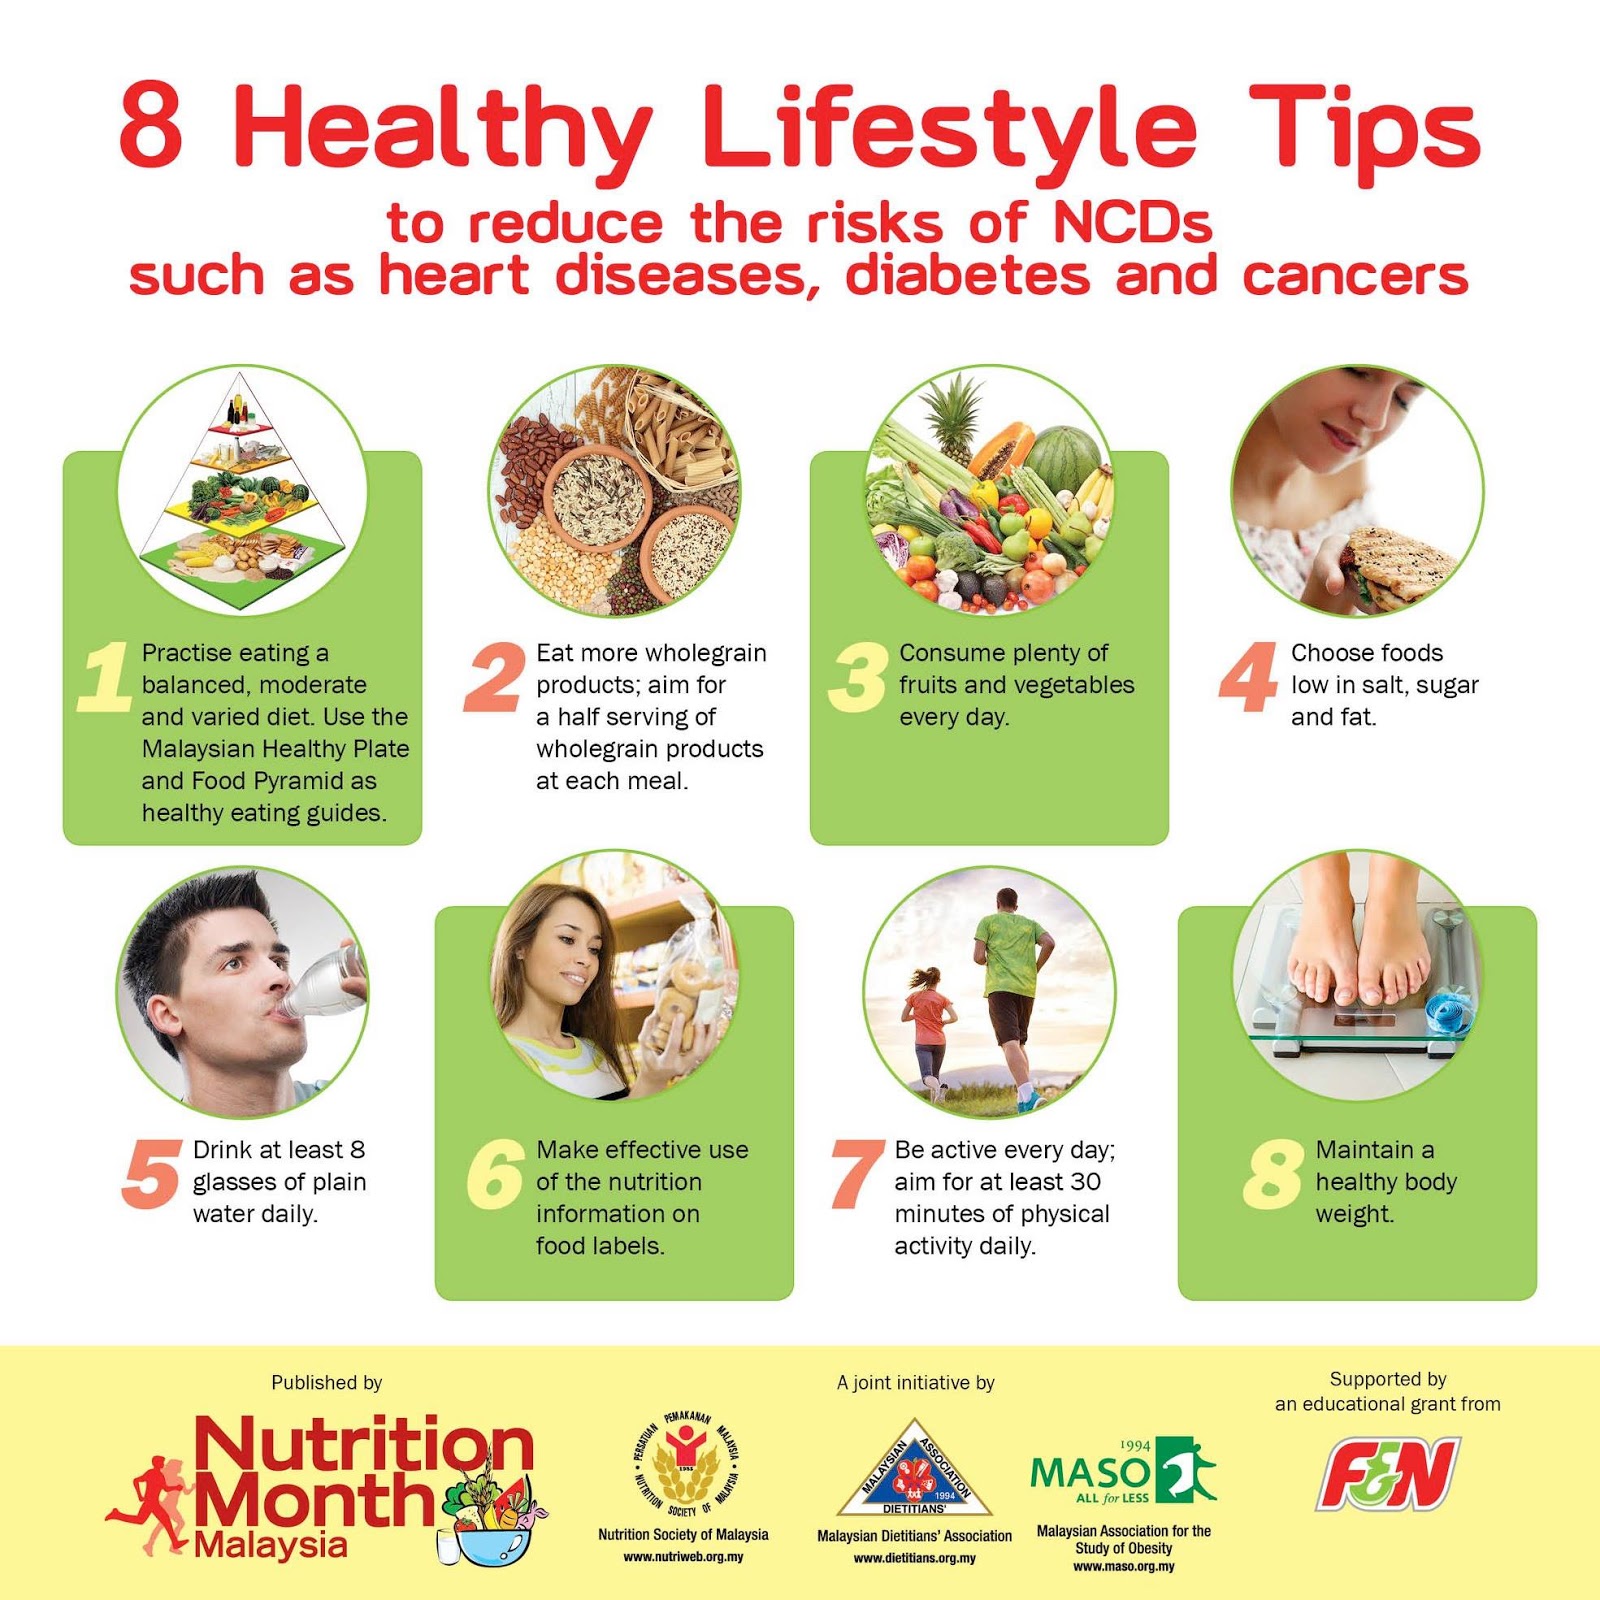 8 Healthy Lifestyle Tips
to reduce the risks of NCDs
such as heart diseases, diabetes and cancers
1
Practise eating a
balanced, moderate
and varied diet. Use the
Malaysian Healthy Plate
and Food Pyramid as
healthy eating guides.
2
Eat more wholegrain
products; aim for
a half serving of
wholegrain products
at each meal.
3
Consume plenty of
fruits and vegetables
every day.
4
Choose foods
low in salt, sugar
and fat.
5
Drink at least 8
glasses of plain
water daily.
6
Make effective use
of the nutrition
information on
food labels.
7
Be active every day;
aim for at least 30
minutes of physical
activity daily.
8
Maintain a
healthy body
weight.
Published by
Nutrition
Month
Malaysia
A joint initiative by
PERSATUAN PEMAKANAN MALAYSIA
1985
NUTRITION SOCIETY OF MALAYSIA
Nutrition Society of Malaysia
www.nutriweb.org.my
MALAYSIAN ASSOCIATION
1994
DIETITIANS'
Malaysian Dietitians' Association
www.dietitians.org.my
1994
MASO
ALL for LESS
Malaysian Association for the
Study of Obesity
www.maso.org.my
Supported by
an educational grant from
F&N